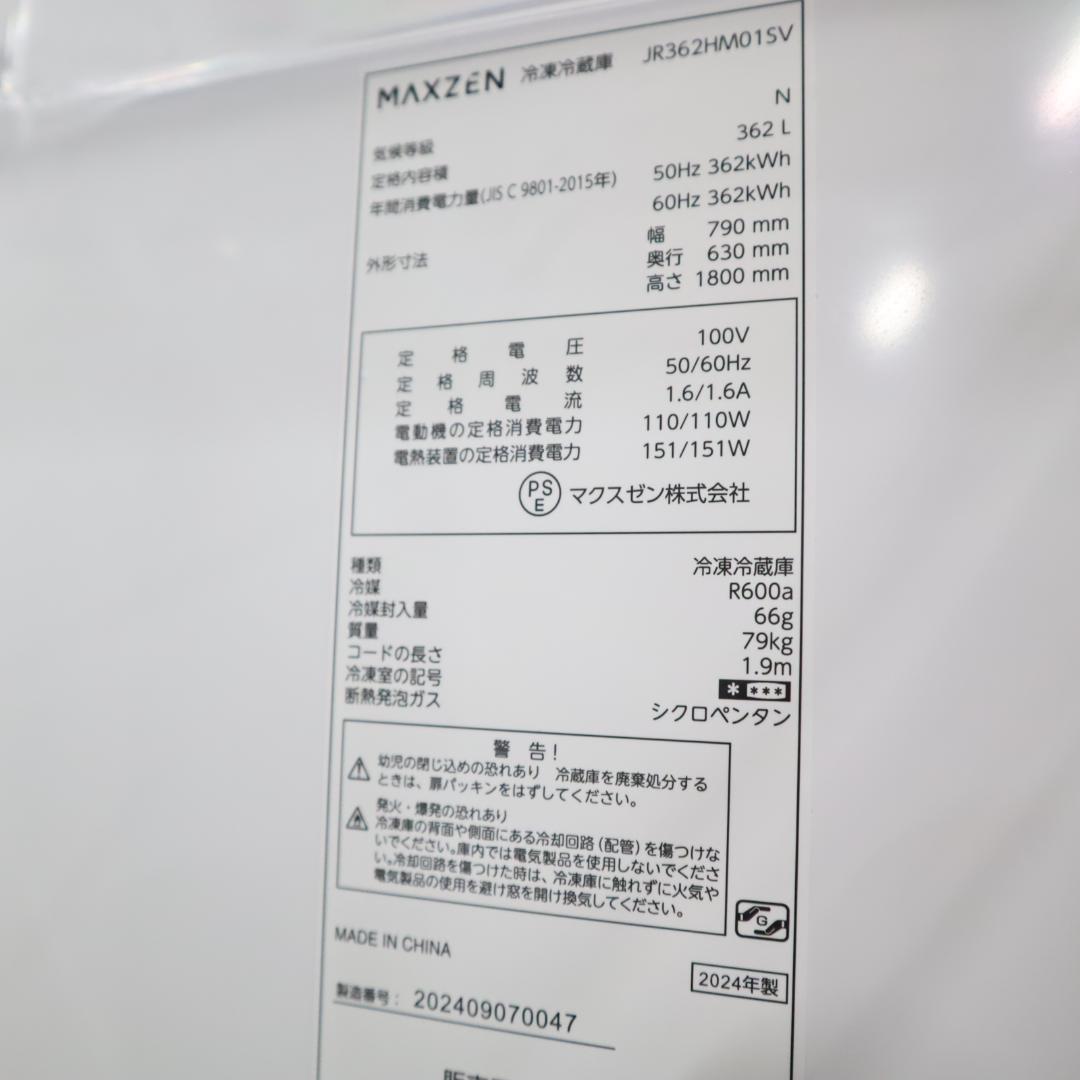 MAXZEN 冷凍冷蔵庫 JR362HM01SV
気候等級 N
定格内容積 362 L
年間消費電力量(JIS C 9801-2015年) 50Hz 362kWh
60Hz 362kWh
外形寸法 幅 790 mm
奥行 630 mm
高さ 1800 mm
定格電圧 100V
定格周波数 50/60Hz
定格電流 1.6/1.6A
電動機の定格消費電力 110/110W
電熱装置の定格消費電力 151/151W
PS E マクスゼン株式会社
種類 冷凍冷蔵庫
冷媒 R600a
冷媒封入量 66g
質量 79kg
コードの長さ 1.9m
冷凍室の記号 * ***
断熱発泡ガス シクロペンタン
警告!
幼児の閉じ込めの恐れあり 冷蔵庫を廃棄処分する
ときは、扉パッキンをはずしてください。
発火・爆発の恐れあり
冷凍庫の背面や側面にある冷却回路(配管)を傷つけな
いでください。庫内では電気製品を使用しないでくださ
い。冷却回路を傷つけた時は、冷凍庫に触れずに火気や
電気製品の使用を避け窓を開け換気してください。
G
MADE IN CHINA
2024年製
製造番号: 202409070047